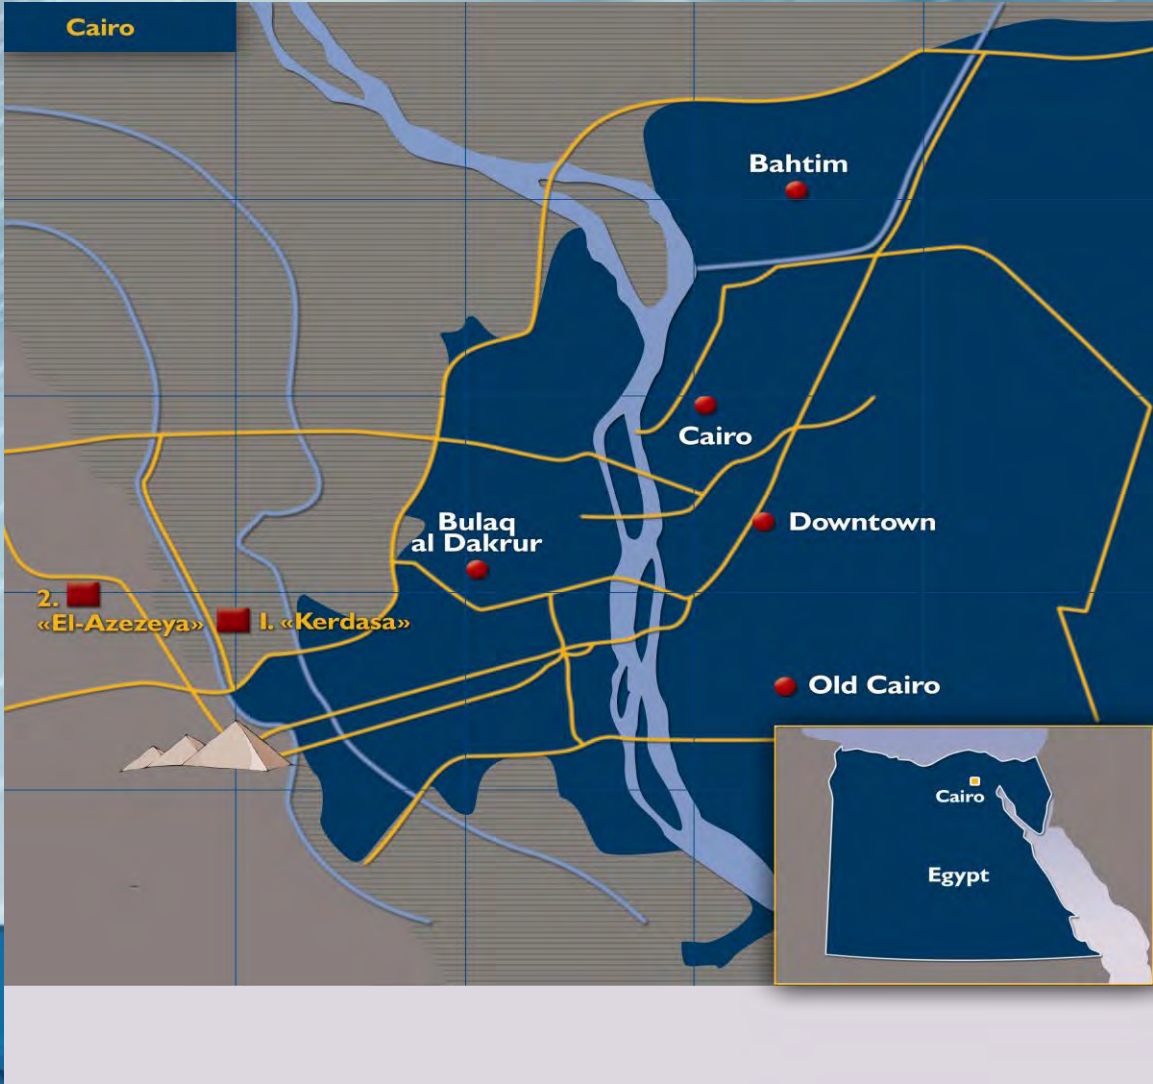 Cairo
Bahtim
Cairo
Bulaq
al Dakrur
Downtown
2.
«El-Azezeya»
1. «Kerdasa»
Old Cairo
Cairo
Egypt